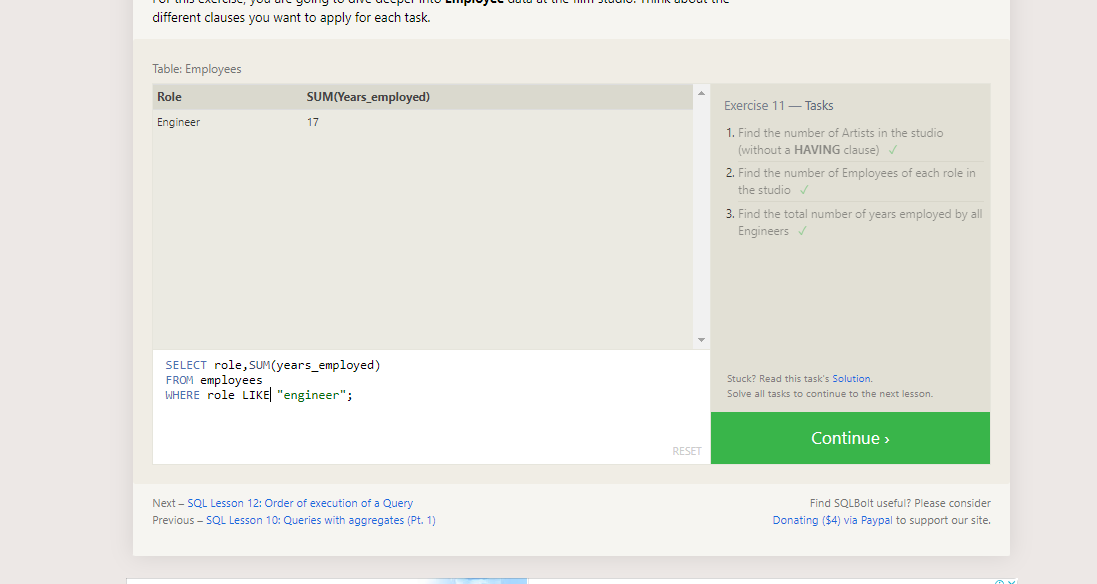 different clauses you want to apply for each task.
Table: Employees
Role SUM(Years_employed)
Engineer 17
SELECT role,SUM(years_employed)
FROM employees
WHERE role LIKE "engineer";
RESET
Exercise 11 — Tasks
1. Find the number of Artists in the studio
(without a HAVING clause) ✓
2. Find the number of Employees of each role in
the studio ✓
3. Find the total number of years employed by all
Engineers ✓
Stuck? Read this task's Solution.
Solve all tasks to continue to the next lesson.
Continue ›
Next – SQL Lesson 12: Order of execution of a Query
Previous – SQL Lesson 10: Queries with aggregates (Pt. 1)
Find SQLBolt useful? Please consider
Donating ($4) via Paypal to support our site.